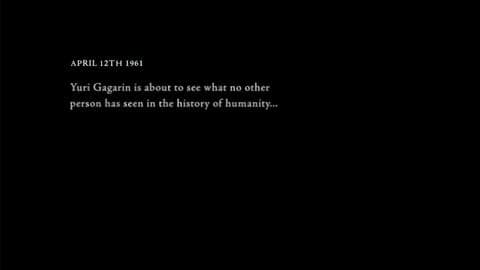 APRIL 12TH 1961
Yuri Gagarin is about to see what no other
person has seen in the history of humanity...